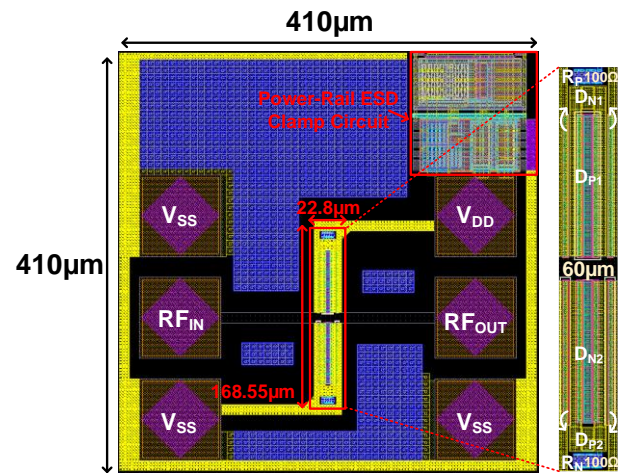 410µm
410µm
Power-Rail ESD
Clamp Circuit
22.8µm
168.55µm
VSS
VDD
RFIN
RFOUT
VSS
VSS
RP100Ω
DN1
DP1
60µm
DN2
DP2
RN100Ω